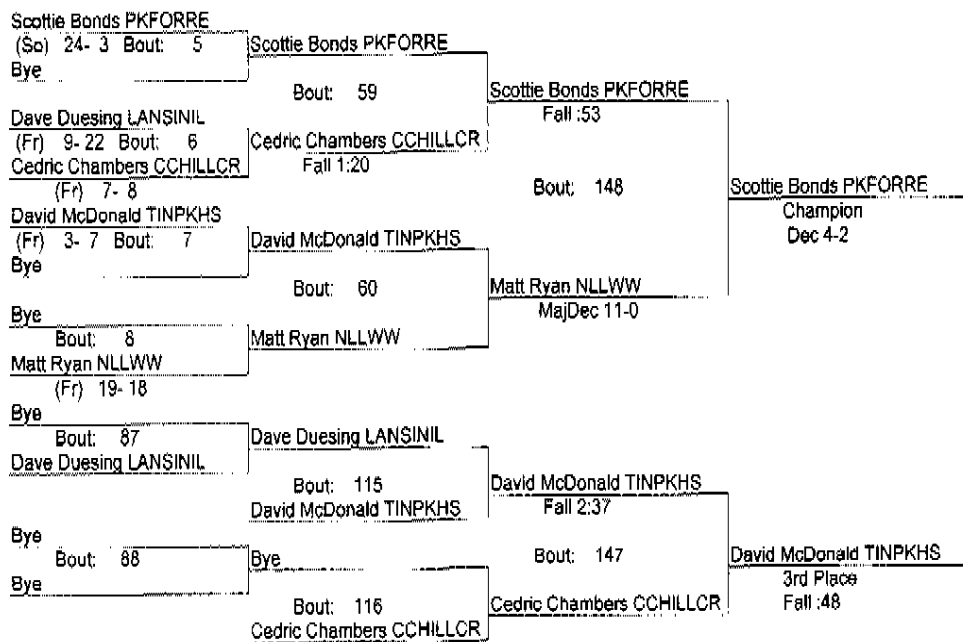 Scottie Bonds PKFORRE
(So) 24- 3 Bout: 5
Bye
Scottie Bonds PKFORRE
Bout: 59
Dave Duesing LANSINIL
(Fr) 9- 22 Bout: 6
Cedric Chambers CCHILLCR
(Fr) 7- 8
Cedric Chambers CCHILLCR
Fall 1:20
Scottie Bonds PKFORRE
Fall :53
Bout: 148
David McDonald TINPKHS
(Fr) 3- 7 Bout: 7
Bye
David McDonald TINPKHS
Bout: 60
Bye
Bout: 8
Matt Ryan NLLWW
(Fr) 19- 18
Matt Ryan NLLWW
Matt Ryan NLLWW
MajDec 11-0
Scottie Bonds PKFORRE
Champion
Dec 4-2
Bye
Bout: 87
Dave Duesing LANSINIL
Dave Duesing LANSINIL
Bout: 115
David McDonald TINPKHS
David McDonald TINPKHS
Fall 2:37
Bout: 147
Bye
Bout: 88
Bye
Bye
Bout: 116
Cedric Chambers CCHILLCR
Cedric Chambers CCHILLCR
David McDonald TINPKHS
3rd Place
Fall :48